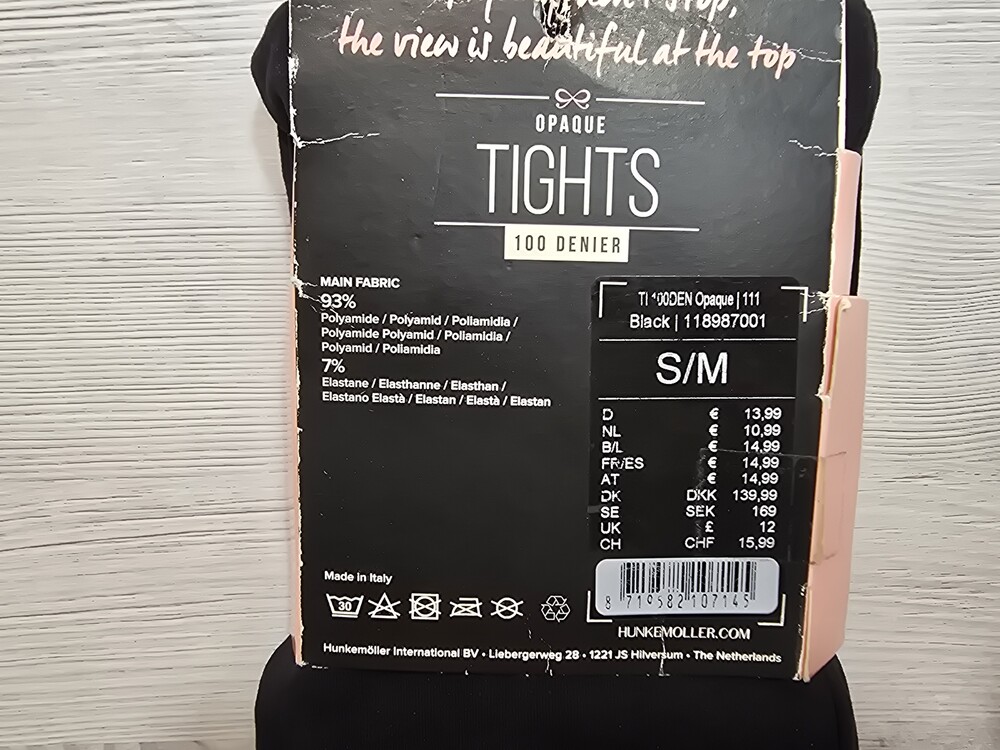 the view is beautiful at the top
OPAQUE
TIGHTS
100 DENIER
MAIN FABRIC
93%
Polyamide / Polyamid / Poliamidia /
Polyamide Polyamid / Poliamidia /
Polyamid / Poliamidia
7%
Elastane / Elasthanne / Elasthan /
Elastano Elastà / Elastan / Elastà / Elastan
Made in Italy
30
TI 100DEN Opaque | 111
Black | 118987001
S/M
D € 13,99
NL € 10,99
B/L € 14,99
FR/ES € 14,99
AT € 14,99
DK DKK 139,99
SE SEK 169
UK £ 12
CH CHF 15,99
8 719582 107145
HUNKEMOLLER.COM
Hunkemöller International BV • Liebergerweg 28 • 1221 JS Hilversum • The Netherlands